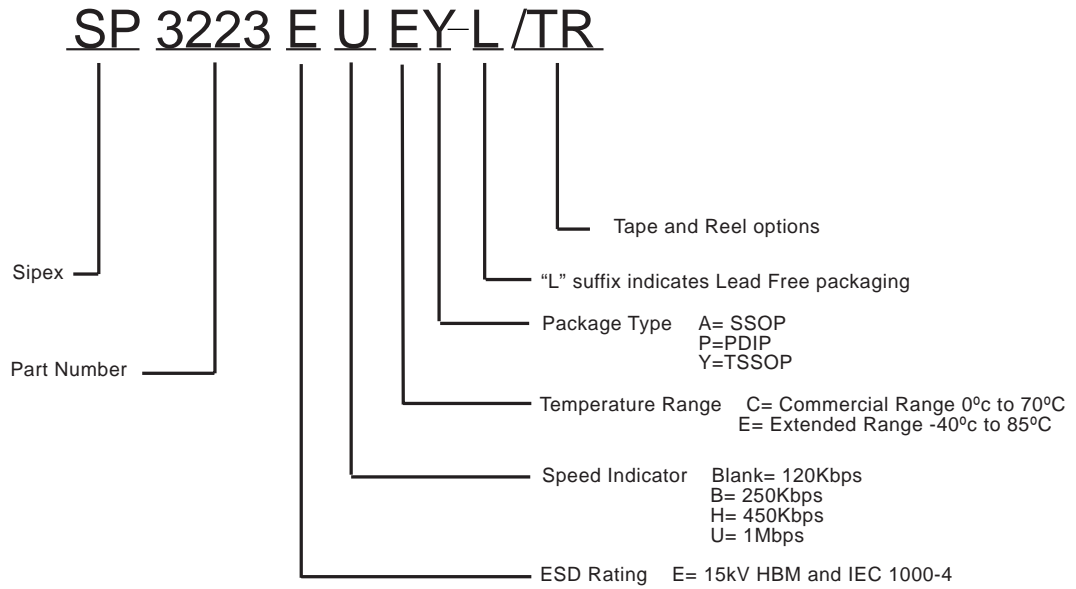 SP 3223 E U E Y-L /TR
Tape and Reel options
Sipex
“L” suffix indicates Lead Free packaging
Package Type A= SSOP
P=PDIP
Y=TSSOP
Part Number
Temperature Range C= Commercial Range 0ºc to 70ºC
E= Extended Range -40ºc to 85ºC
Speed Indicator Blank= 120Kbps
B= 250Kbps
H= 450Kbps
U= 1Mbps
ESD Rating E= 15kV HBM and IEC 1000-4